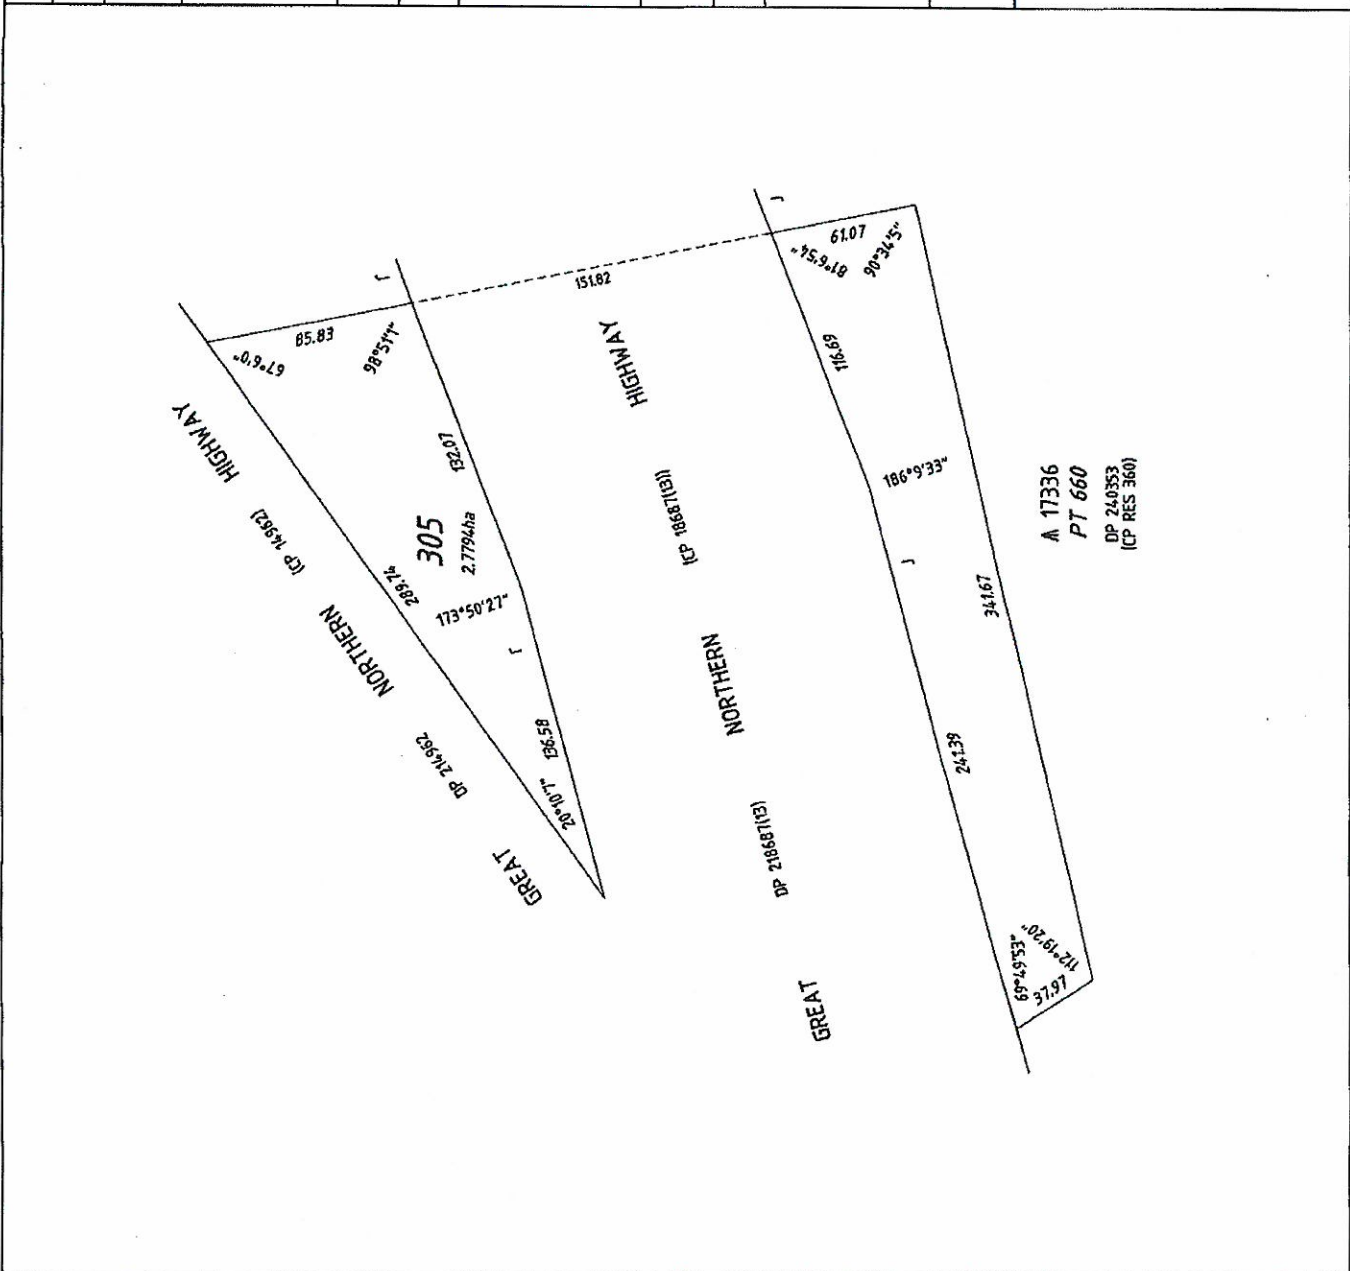 85.83
67°6'0"
98°51'1"
HIGHWAY
(CP 14962)
NORTHERN
DP 214962
GREAT
289.74
305
2.7794ha
132.07
173°50'27"
136.58
20°10'7"
151.82
HIGHWAY
(CP 18687(13))
NORTHERN
DP 218687(13)
GREAT
61.07
81°6'54"
90°34'5"
116.69
186°9'33"
241.39
341.67
69°49'53"
112°19'20"
37.97
A 17336
PT 660
DP 240353
(CP RES 360)